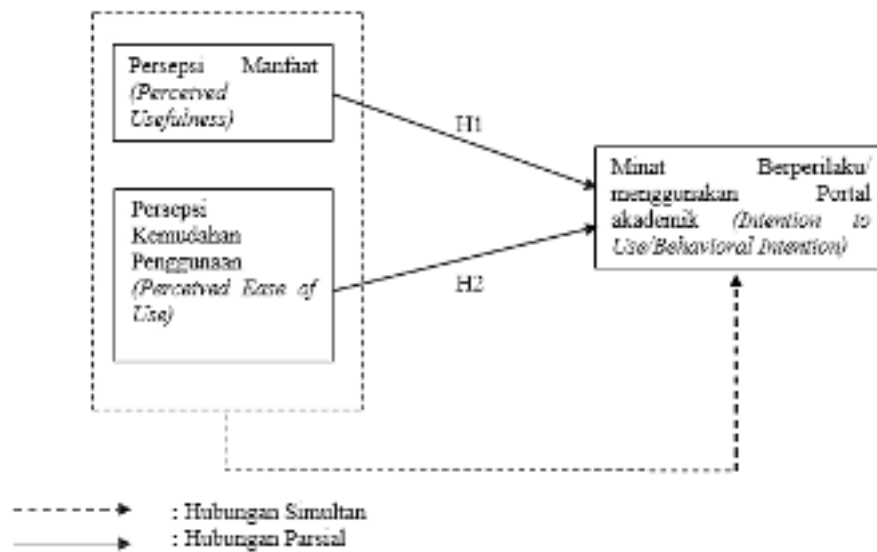 Persepsi Manfaat
(Perceived
Usefulness)
H1
Persepsi
Kemudahan
Penggunaan
(Perceived Ease of
Use)
H2
Minat Berperilaku/
menggunakan Portal
akademik (Intention to
Use/Behavioral Intention)
: Hubungan Simultan
: Hubungan Parsial